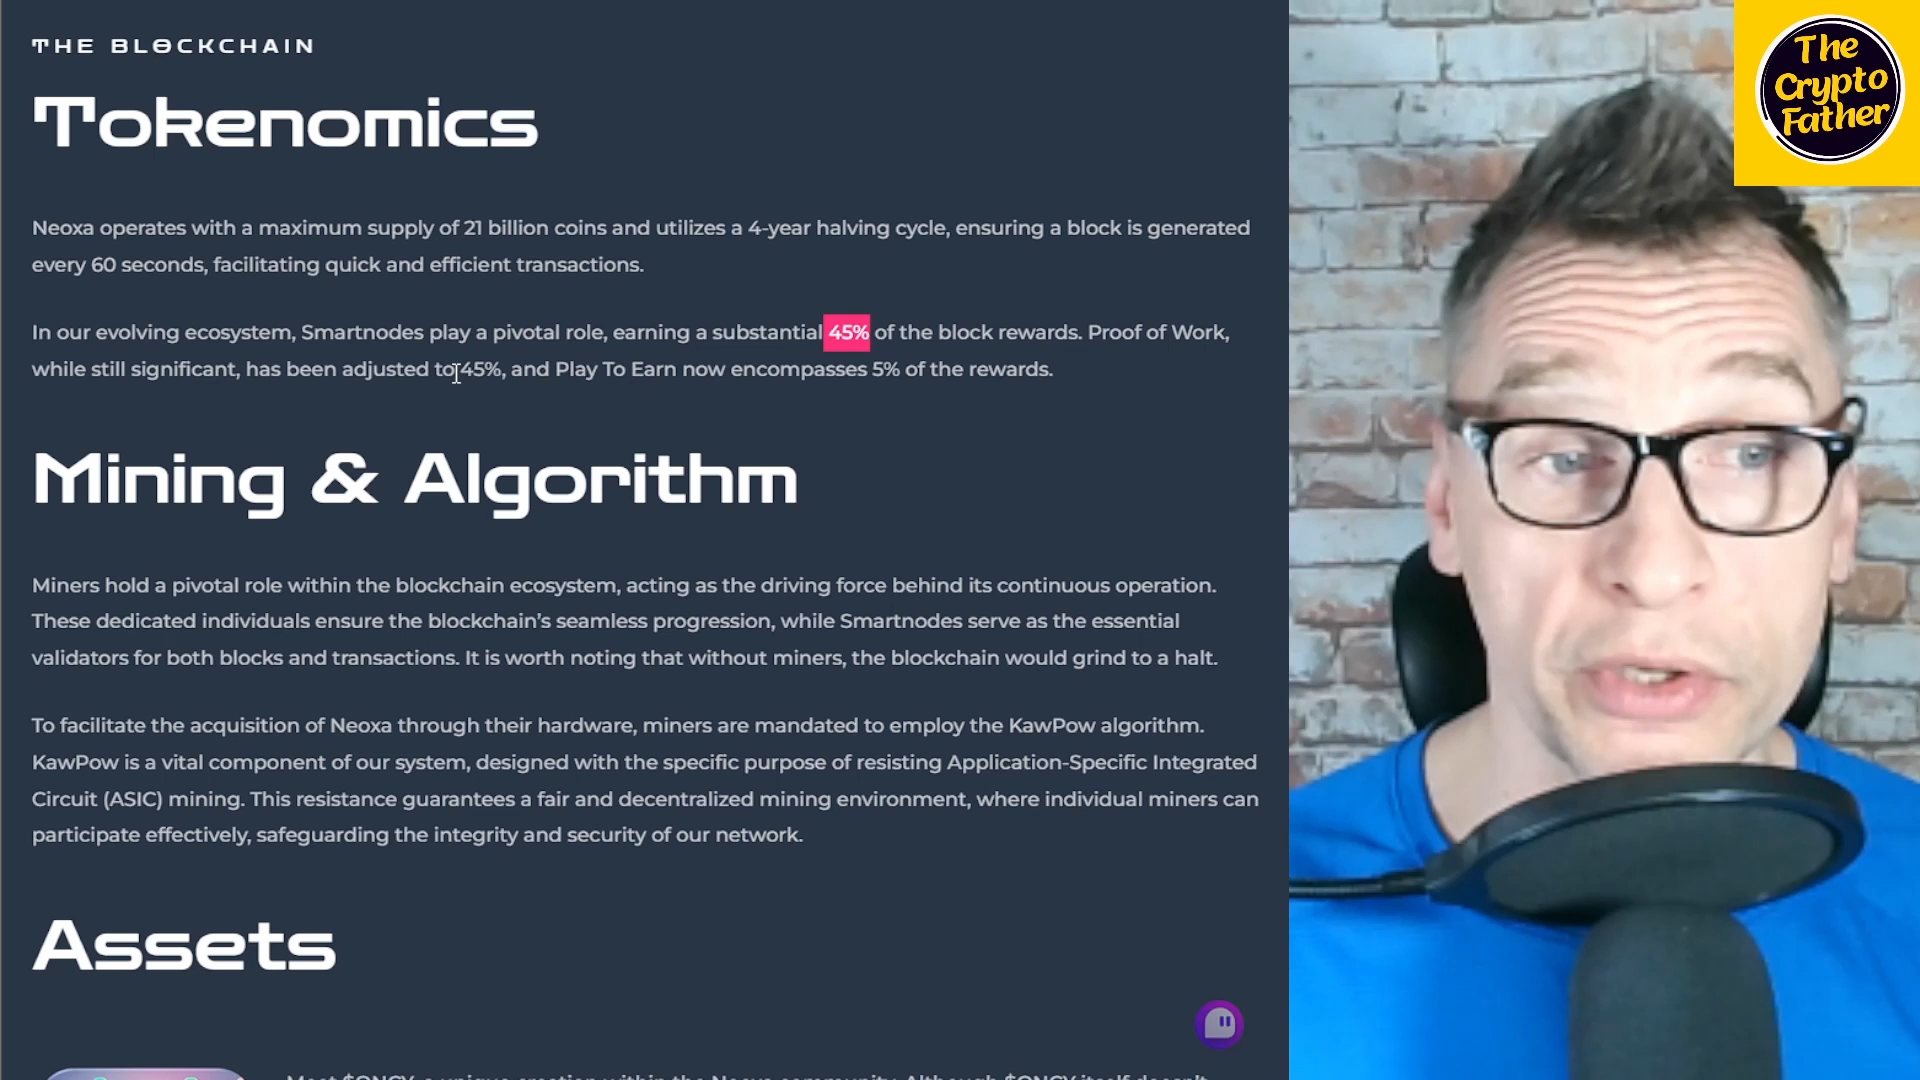 THE BLOCKCHAIN
Tokenomics
Neoxa operates with a maximum supply of 21 billion coins and utilizes a 4-year halving cycle, ensuring a block is generated
every 60 seconds, facilitating quick and efficient transactions.
In our evolving ecosystem, Smartnodes play a pivotal role, earning a substantial 45% of the block rewards. Proof of Work,
while still significant, has been adjusted to 45%, and Play To Earn now encompasses 5% of the rewards.
Mining & Algorithm
Miners hold a pivotal role within the blockchain ecosystem, acting as the driving force behind its continuous operation.
These dedicated individuals ensure the blockchain’s seamless progression, while Smartnodes serve as the essential
validators for both blocks and transactions. It is worth noting that without miners, the blockchain would grind to a halt.
To facilitate the acquisition of Neoxa through their hardware, miners are mandated to employ the KawPow algorithm.
KawPow is a vital component of our system, designed with the specific purpose of resisting Application-Specific Integrated
Circuit (ASIC) mining. This resistance guarantees a fair and decentralized mining environment, where individual miners can
participate effectively, safeguarding the integrity and security of our network.
Assets
The
Crypto
Father